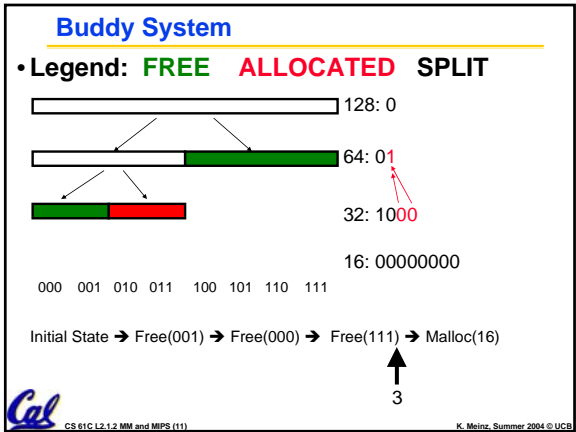 Buddy System
• Legend: FREE ALLOCATED SPLIT
128: 0
64: 01
32: 1000
16: 00000000
000 001 010 011 100 101 110 111
Initial State ➔ Free(001) ➔ Free(000) ➔ Free(111) ➔ Malloc(16)
3
Cal
CS 61C L2.1.2 MM and MIPS (11)
K. Meinz, Summer 2004 © UCB